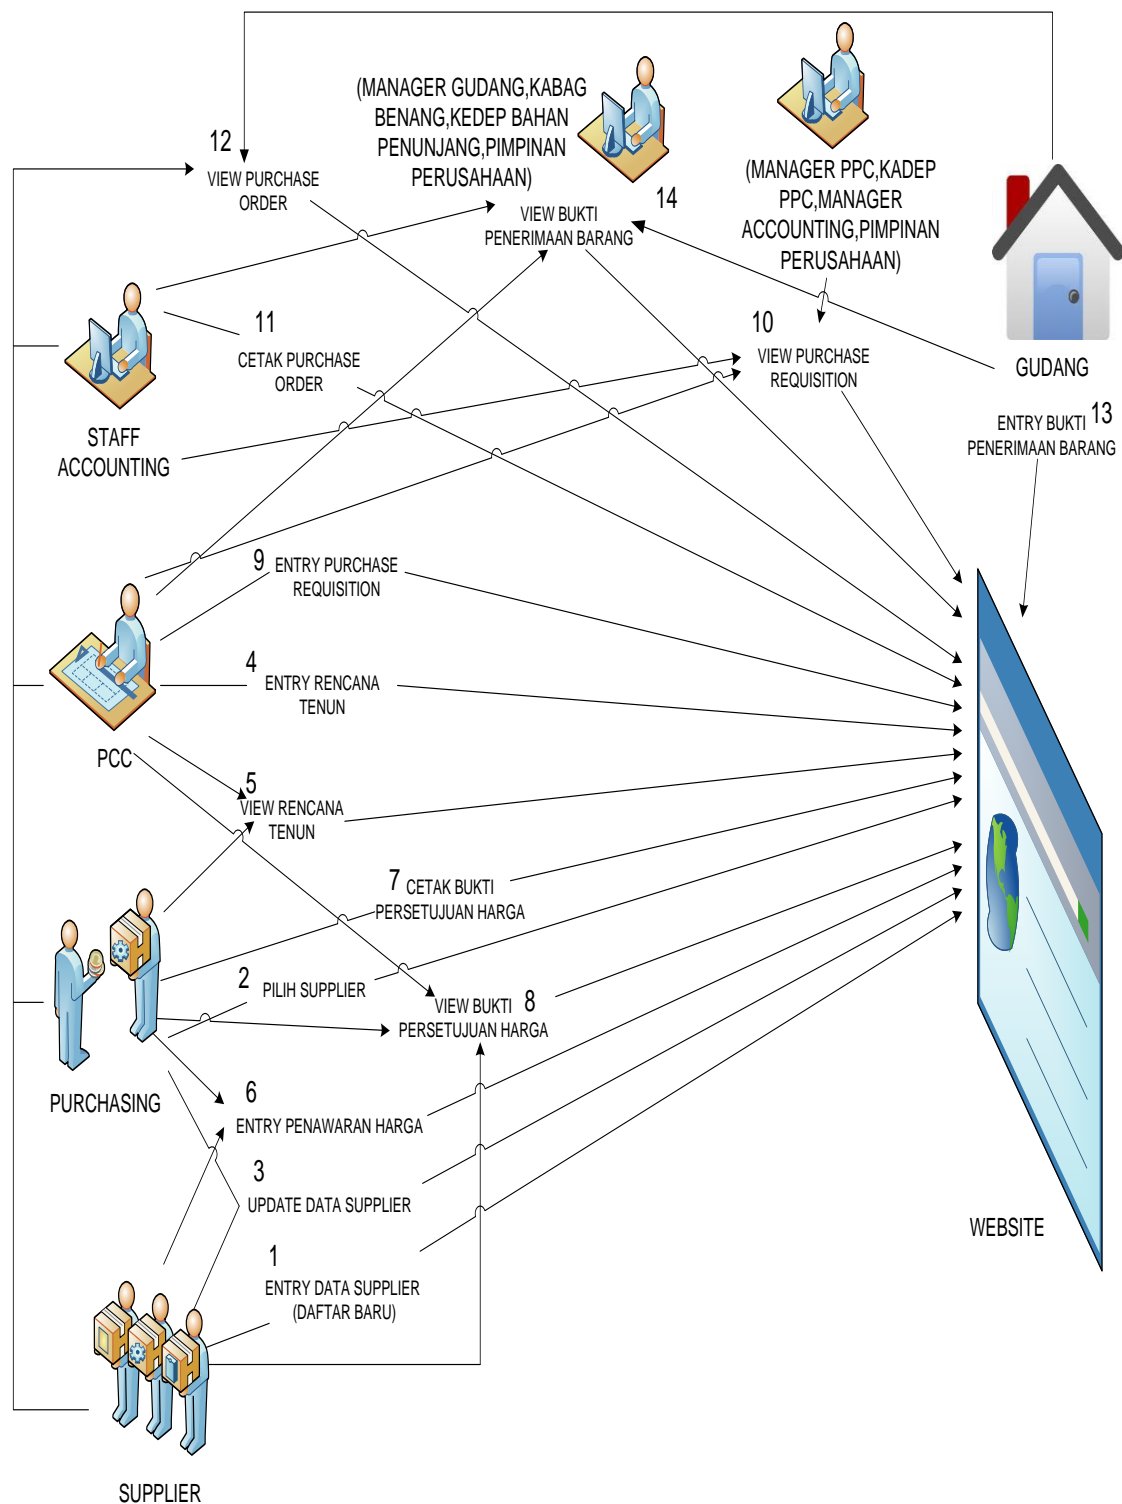 (MANAGER GUDANG,KABAG
BENANG,KEDEP BAHAN
PENUNJANG,PIMPINAN
PERUSAHAAN)
(MANAGER PPC,KADEP
PPC,MANAGER
ACCOUNTING,PIMPINAN
PERUSAHAAN)
12
VIEW PURCHASE
ORDER
14
VIEW BUKTI
PENERIMAAN BARANG
11
CETAK PURCHASE
ORDER
10
VIEW PURCHASE
REQUISITION
GUDANG
13
ENTRY BUKTI
PENERIMAAN BARANG
STAFF
ACCOUNTING
9
ENTRY PURCHASE
REQUISITION
4
ENTRY RENCANA
TENUN
PCC
5
VIEW RENCANA
TENUN
7
CETAK BUKTI
PERSETUJUAN HARGA
2
PILIH SUPPLIER
8
VIEW BUKTI
PERSETUJUAN HARGA
PURCHASING
6
ENTRY PENAWARAN HARGA
3
UPDATE DATA SUPPLIER
1
ENTRY DATA SUPPLIER
(DAFTAR BARU)
WEBSITE
SUPPLIER